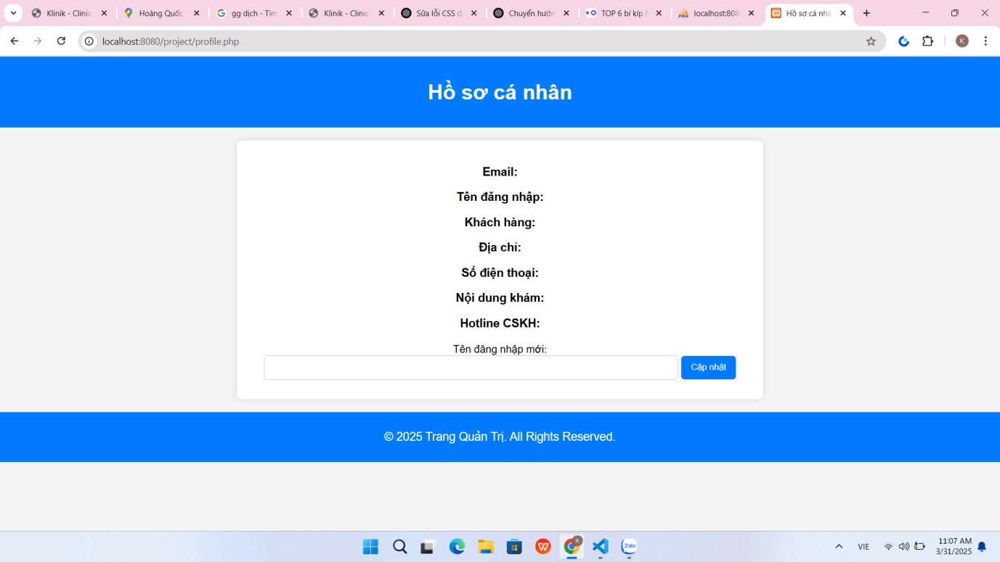 Klinik - Clinic
Hoàng Quốc
gg dịch - Tìm
Klinik - Clinic
Sửa lỗi CSS đ
Chuyển hướn
TOP 6 bí kíp
localhost:808
Hồ sơ cá nhâ
localhost:8080/project/profile.php
K
Hồ sơ cá nhân
Email:
Tên đăng nhập:
Khách hàng:
Địa chỉ:
Số điện thoại:
Nội dung khám:
Hotline CSKH:
Tên đăng nhập mới:
Cập nhật
© 2025 Trang Quản Trị. All Rights Reserved.
K
Zalo
VIE
11:07 AM
3/31/2025